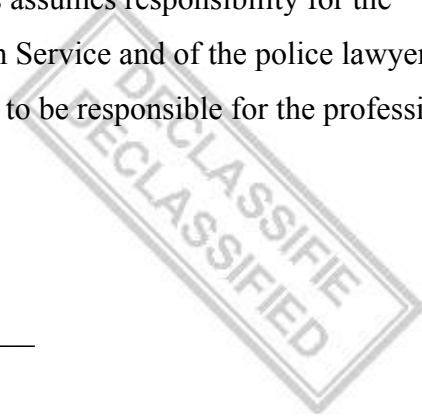 s assumes responsibility for the
n Service and of the police lawyer
to be responsible for the professi
DECLASSIFIE
DECLASSIFIED